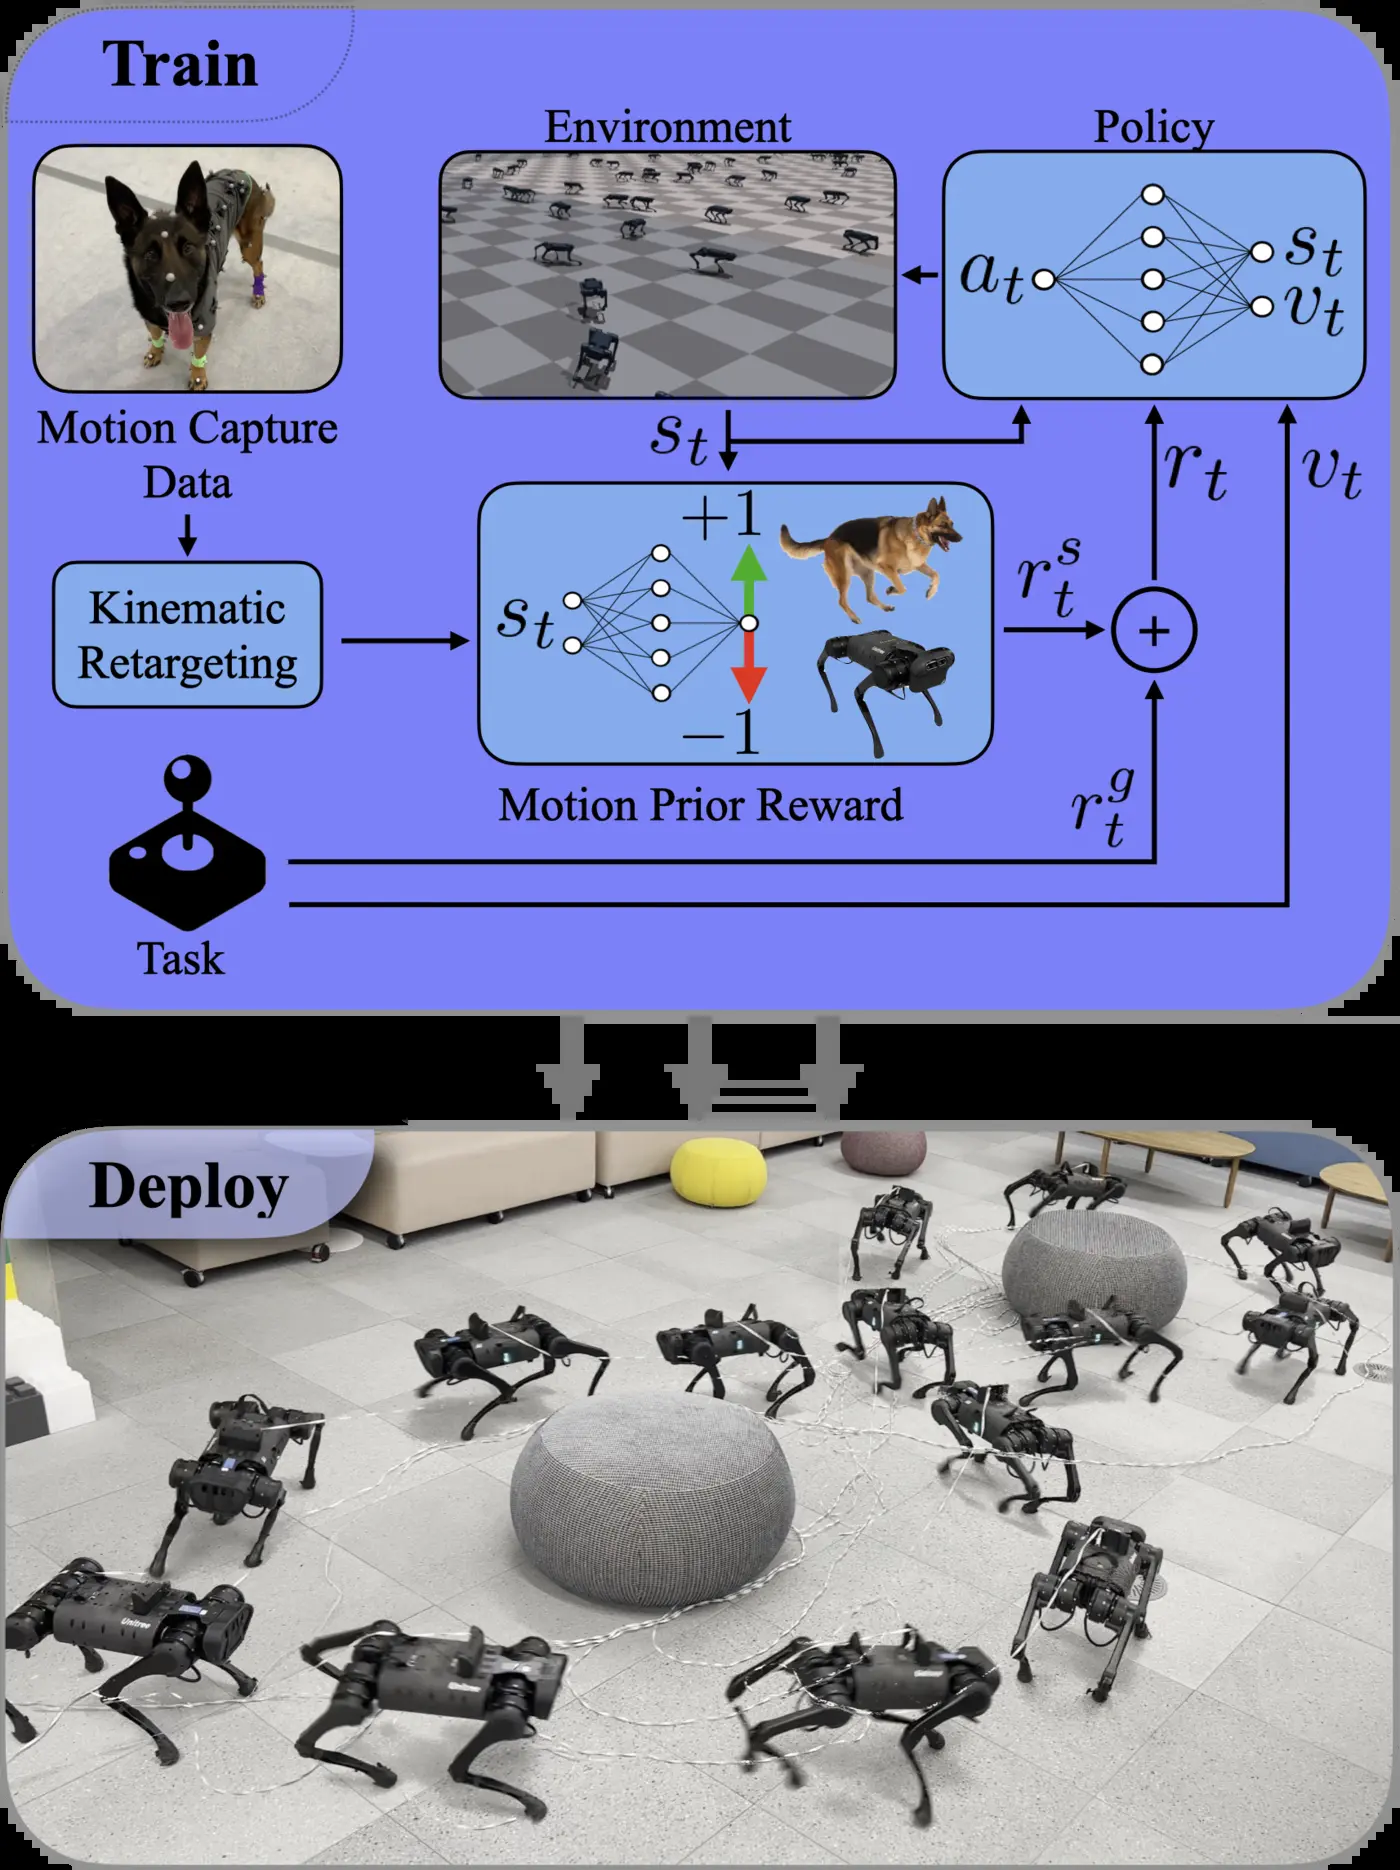 Train
Environment
Policy
a_t
s_t
v_t
Motion Capture
Data
s_t
r_t
v_t
+1
s_t
-1
r_t^s
+
Kinematic
Retargeting
Motion Prior Reward
r_t^g
Task
Deploy
Unitree
Unitree